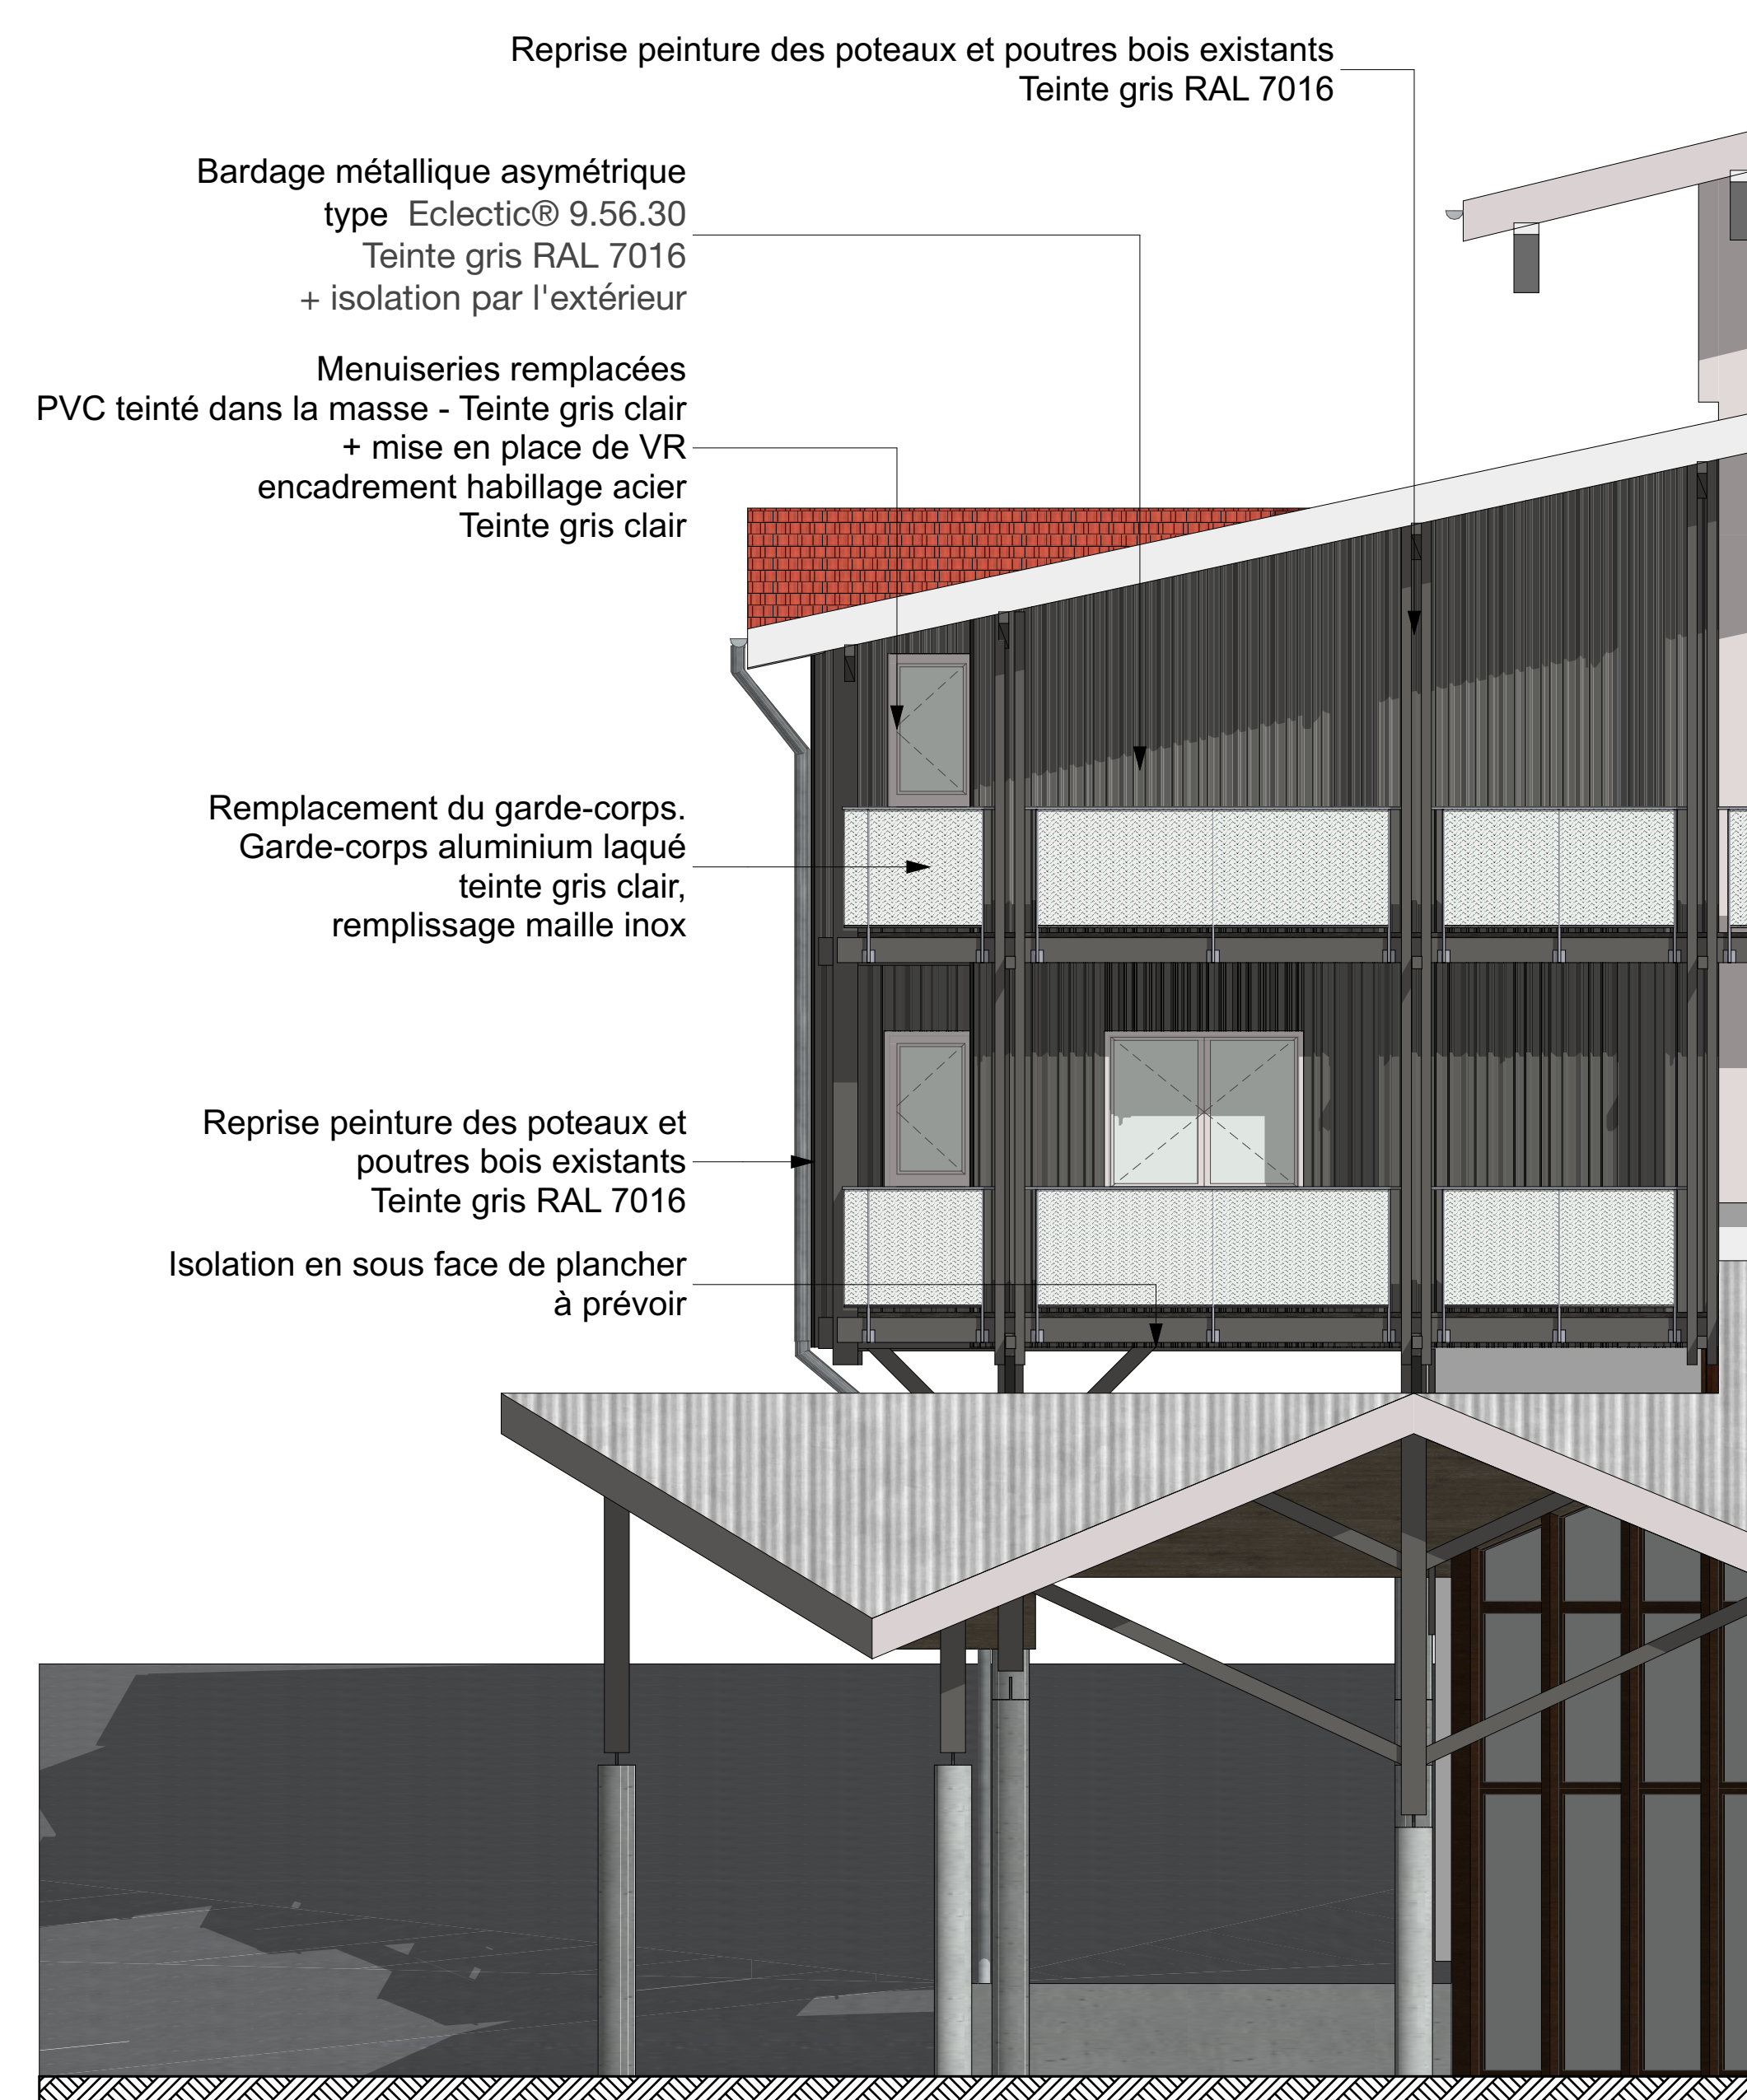 Reprise peinture des poteaux et poutres bois existants
Teinte gris RAL 7016
Bardage métallique asymétrique
type Eclectic® 9.56.30
Teinte gris RAL 7016
+ isolation par l'extérieur
Menuiseries remplacées
PVC teinté dans la masse - Teinte gris clair
+ mise en place de VR
encadrement habillage acier
Teinte gris clair
Remplacement du garde-corps.
Garde-corps aluminium laqué
teinte gris clair,
remplissage maille inox
Reprise peinture des poteaux et
poutres bois existants
Teinte gris RAL 7016
Isolation en sous face de plancher
à prévoir